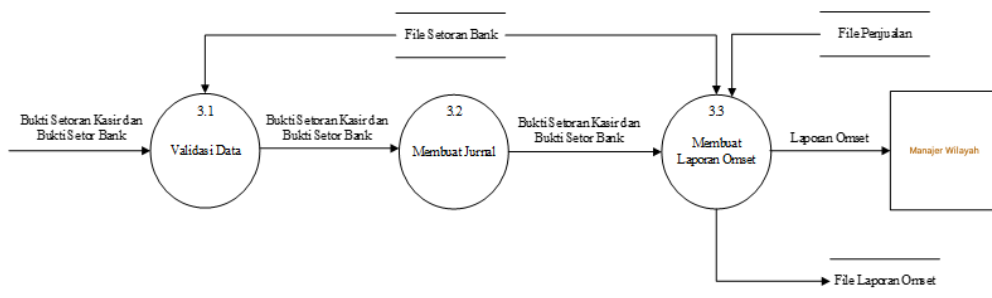 File Setoran Bank
File Penjualan
3.1
Validasi Data
3.2
Membuat Jurnal
3.3
Membuat
Laporan Omset
Bukti Setoran Kasir dan
Bukti Setor Bank
Bukti Setoran Kasir dan
Bukti Setor Bank
Bukti Setoran Kasir dan
Bukti Setor Bank
Laporan Omset
Manajer Wilayah
File Laporan Omset